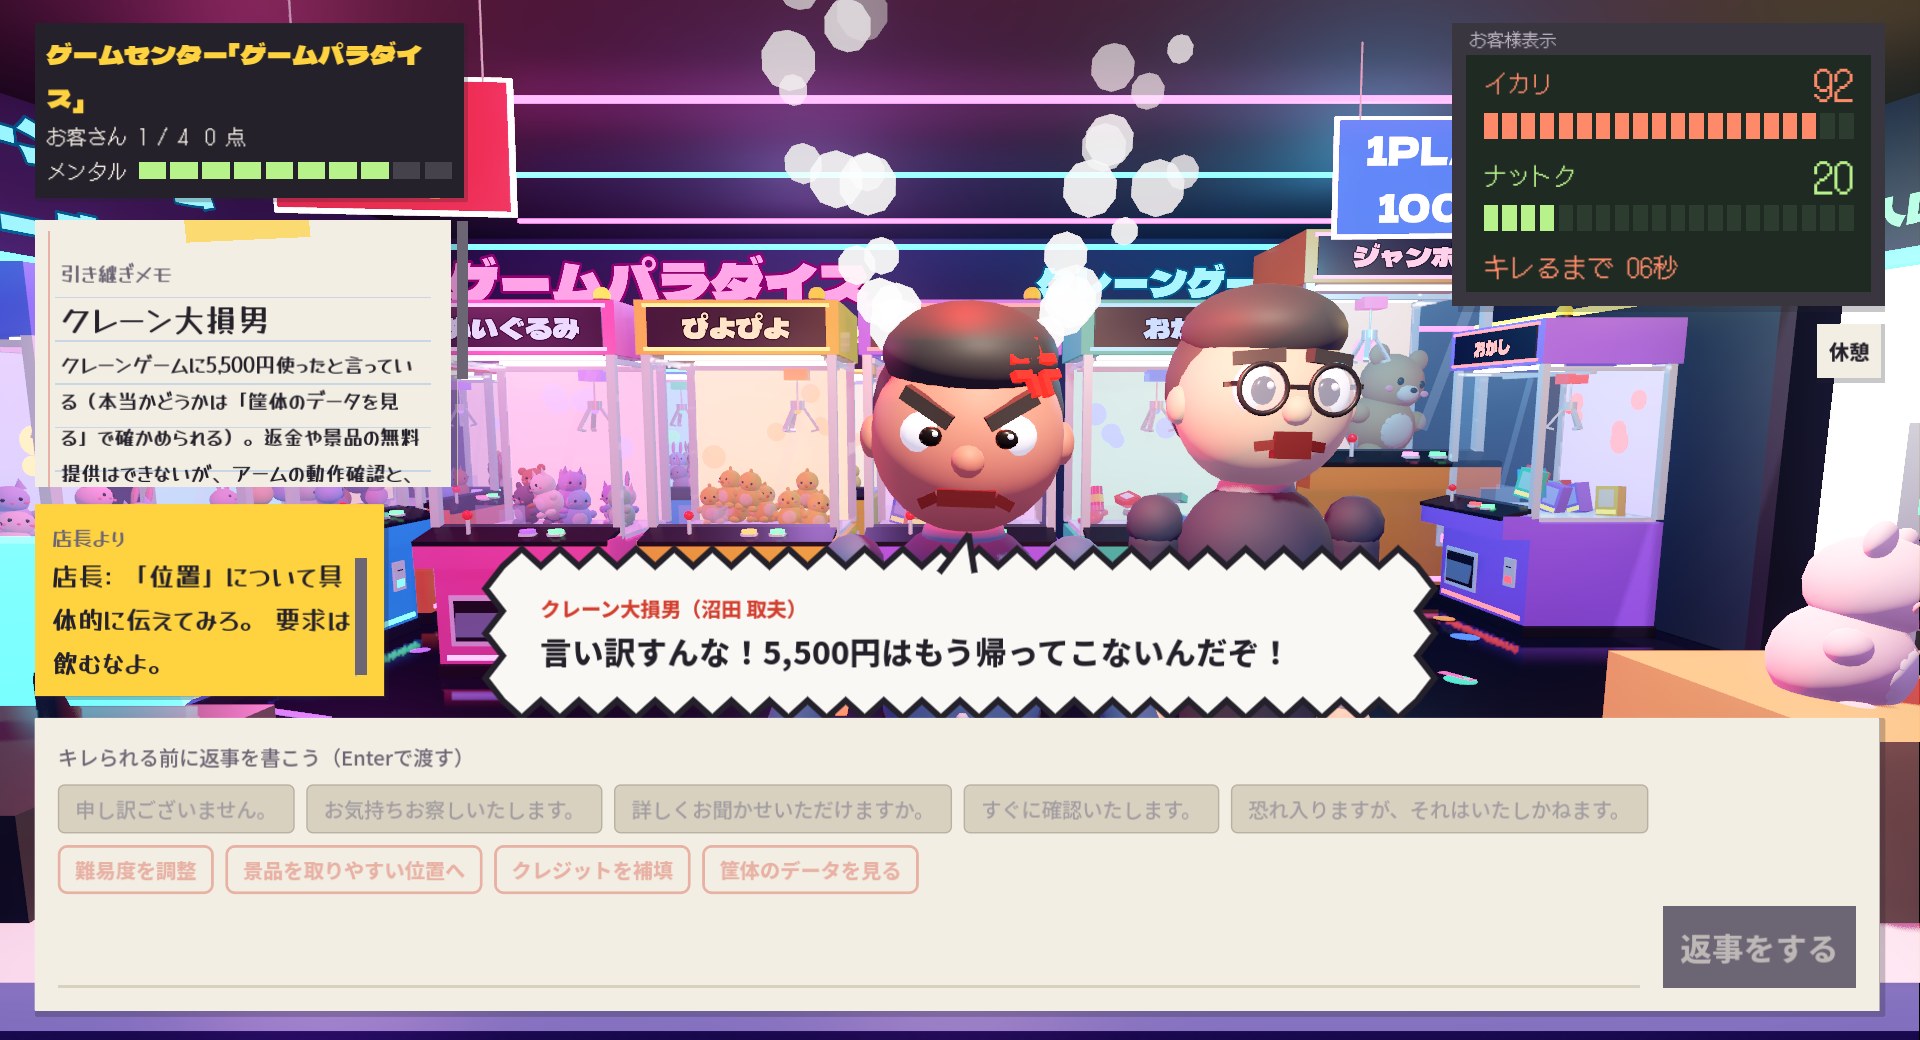 ゲームセンター「ゲームパラダイ
ス」
お客さん 1/4 0点
メンタル
引き継ぎメモ
クレーン大損男
クレーンゲームに5,500円使ったと言ってい
る（本当かどうかは「筐体のデータを見
る」で確かめられる）。返金や景品の無料
提供はできないが、アームの動作確認と、
店長より
店長: 「位置」について具
体的に伝えてみろ。 要求は
飲むなよ。
お客様表示
イカリ 92
ナットク 20
キレるまで 06秒
休憩
1PL
100
ゲームパラダイス
クレーンゲー
ジャンボ
いぐるみ
ぴよぴよ
おか
おかし
クレーン大損男（沼田 取夫）
言い訳すんな！5,500円はもう帰ってこないんだぞ！
キレられる前に返事を書こう（Enterで渡す）
申し訳ございません。
お気持ちお察しいたします。
詳しくお聞かせいただけますか。
すぐに確認いたします。
恐れ入りますが、それはいたしかねます。
難易度を調整
景品を取りやすい位置へ
クレジットを補填
筐体のデータを見る
返事をする